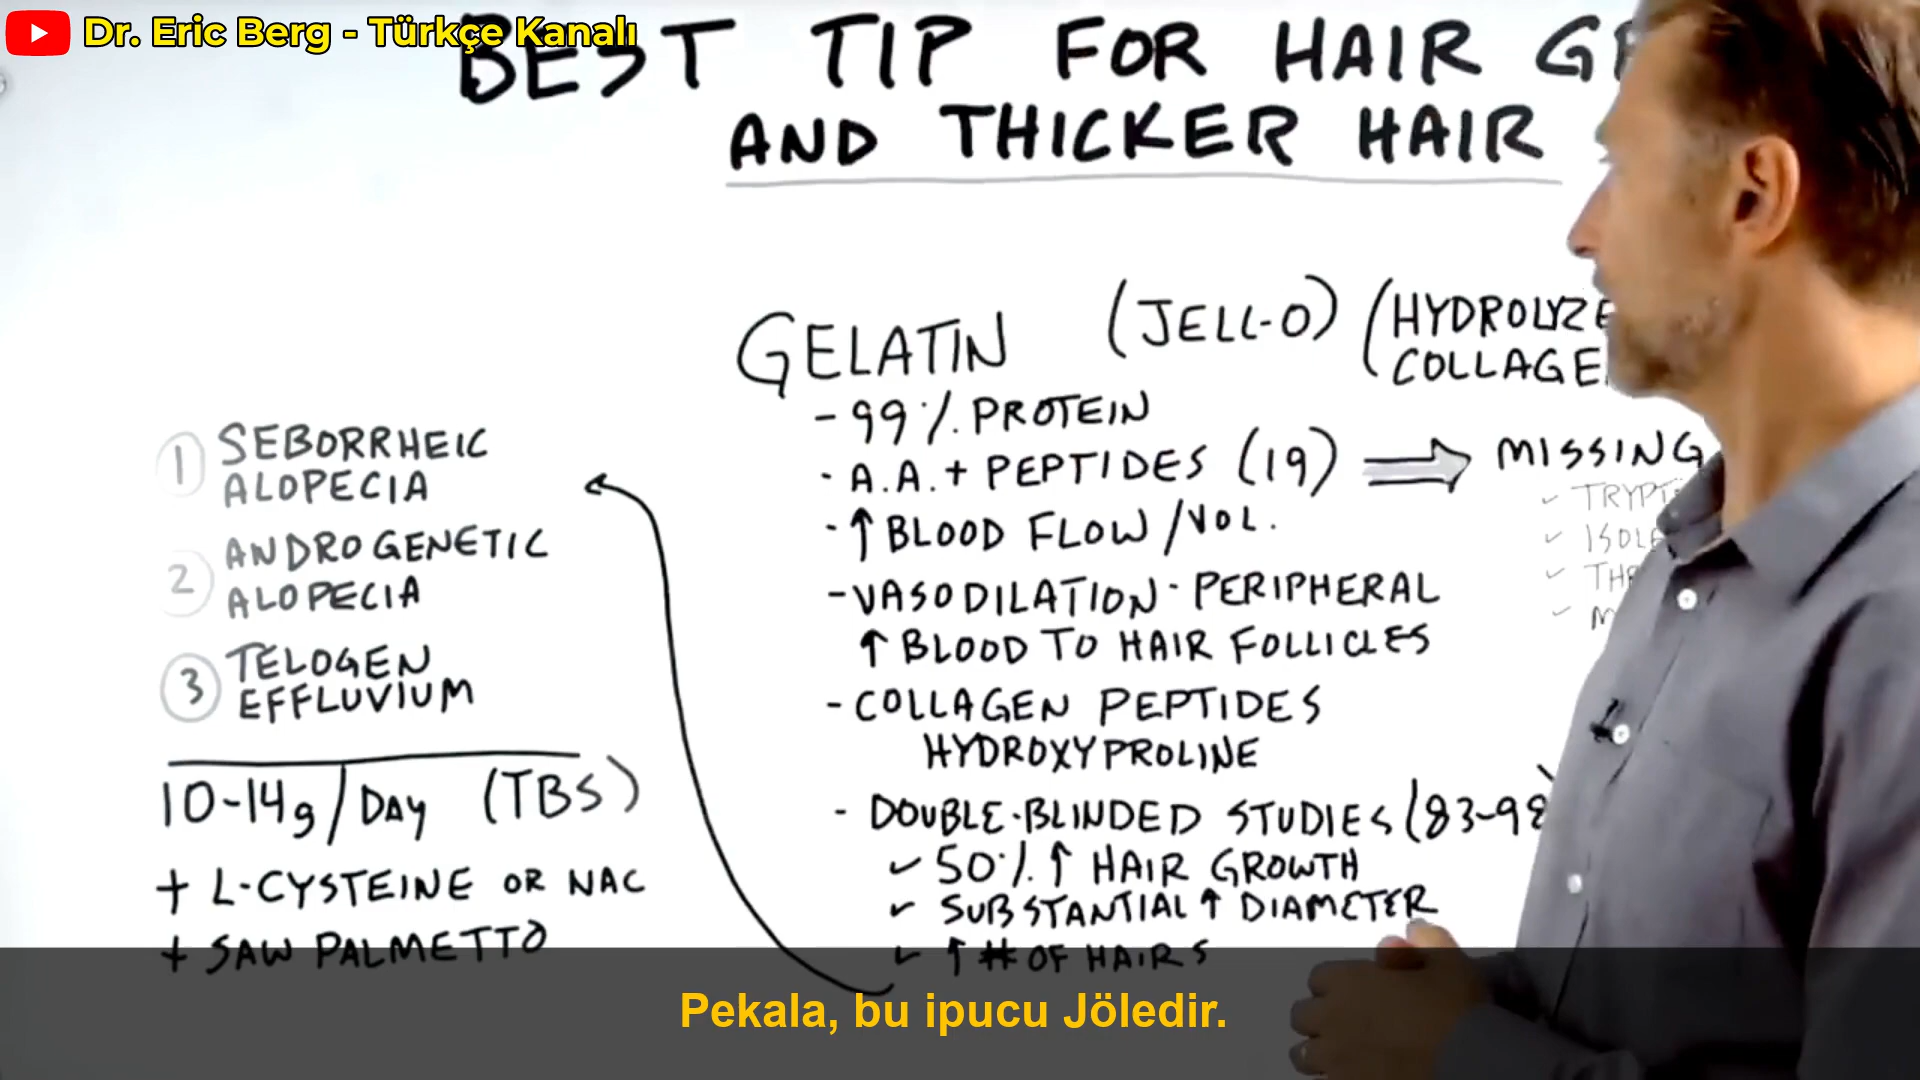 Dr. Eric Berg - Türkçe Kanalı
BEST TIP FOR HAIR
AND THICKER HAIR
GELATIN (JELL-O) (HYDROLYZE
COLLAGE
- 99% PROTEIN
- A.A. + PEPTIDES (19) ⇒ MISSING
- ↑ BLOOD FLOW / VOL.
- VASODILATION - PERIPHERAL
↑ BLOOD TO HAIR FOLLICLES
- COLLAGEN PEPTIDES
HYDROXYPROLINE
- DOUBLE-BLINDED STUDIES (83-98)
✓ 50% ↑ HAIR GROWTH
✓ SUBSTANTIAL ↑ DIAMETER
✓ ↑ # OF HAIRS
① SEBORRHEIC
ALOPECIA
② ANDROGENETIC
ALOPECIA
③ TELOGEN
EFFLUVIUM
10-14g/DAY (TBS)
+ L-CYSTEINE OR NAC
+ SAW PALMETTO
Pekala, bu ipucu Jöledir.